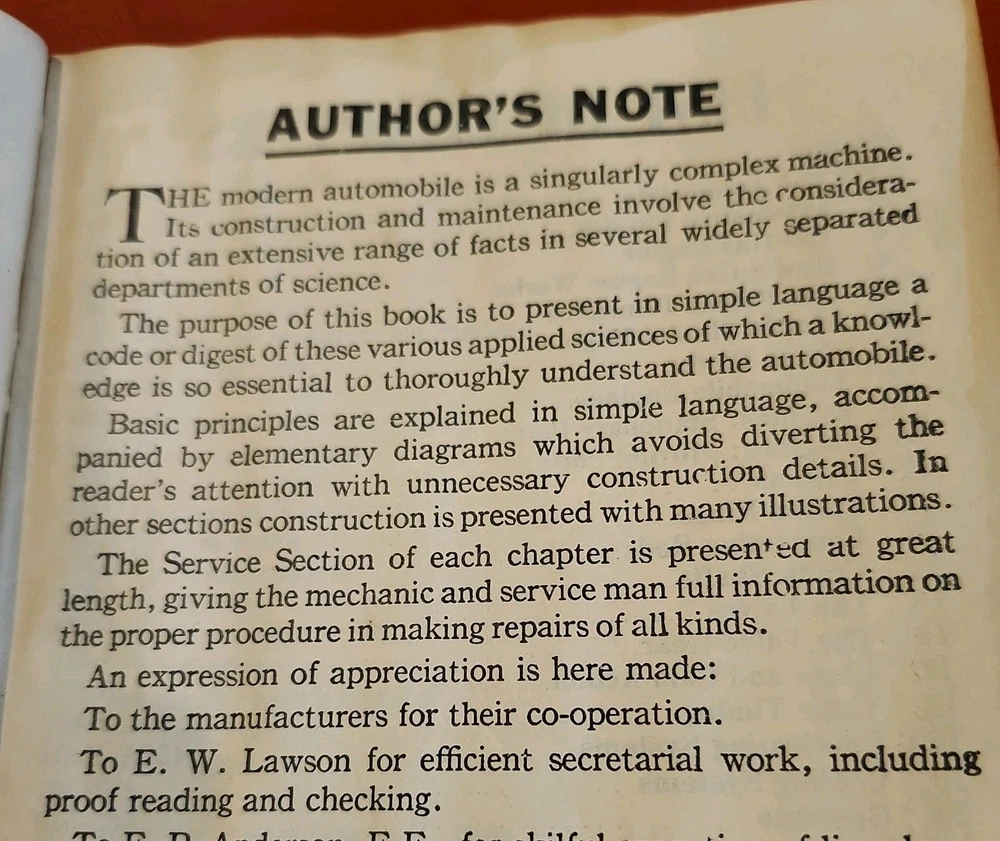 AUTHOR'S NOTE
THE modern automobile is a singularly complex machine.
Its construction and maintenance involve the considera-
tion of an extensive range of facts in several widely separated
departments of science.
The purpose of this book is to present in simple language a
code or digest of these various applied sciences of which a knowl-
edge is so essential to thoroughly understand the automobile.
Basic principles are explained in simple language, accom-
panied by elementary diagrams which avoids diverting the
reader's attention with unnecessary construction details. In
other sections construction is presented with many illustrations.
The Service Section of each chapter is presented at great
length, giving the mechanic and service man full information on
the proper procedure in making repairs of all kinds.
An expression of appreciation is here made:
To the manufacturers for their co-operation.
To E. W. Lawson for efficient secretarial work, including
proof reading and checking.